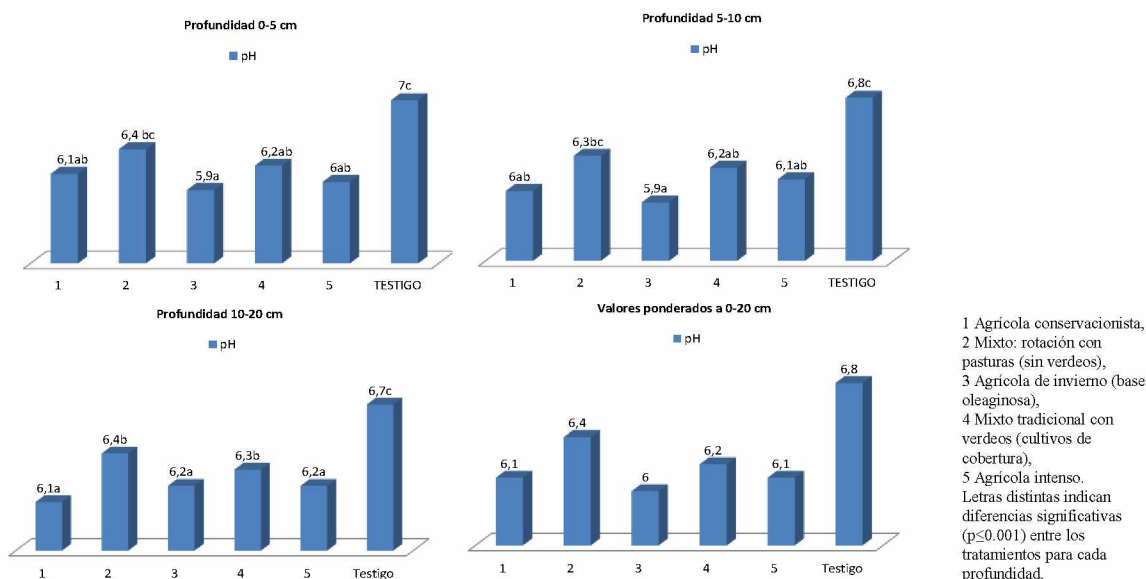 Profundidad 0-5 cm
pH
6,1ab
6,4 bc
5,9a
6,2ab
6ab
7c
1 2 3 4 5 TESTIGO
Profundidad 5-10 cm
pH
6ab
6,3bc
5,9a
6,2ab
6,1ab
6,8c
1 2 3 4 5 TESTIGO
Profundidad 10-20 cm
pH
6,1a
6,4b
6,2a
6,3b
6,2a
6,7c
1 2 3 4 5 Testigo
Valores ponderados a 0-20 cm
pH
6,1
6,4
6
6,2
6,1
6,8
1 2 3 4 5 Testigo
1 Agrícola conservacionista,
2 Mixto: rotación con
pasturas (sin verdeos),
3 Agrícola de invierno (base
oleaginosa),
4 Mixto tradicional con
verdeos (cultivos de
cobertura),
5 Agrícola intenso.
Letras distintas indican
diferencias significativas
(p≤0.001) entre los
tratamientos para cada
profundidad.